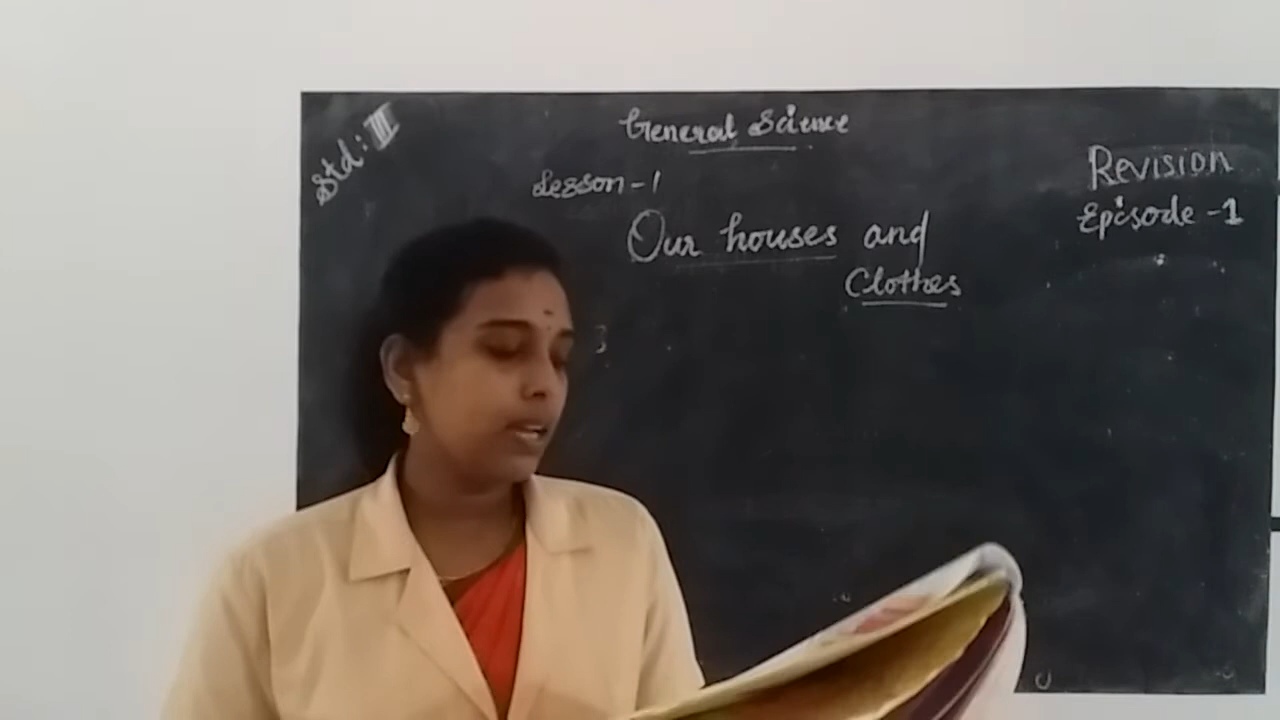 Std: III
General Science
Lesson - 1
Our houses and
Clothes
Revision
Episode - 1